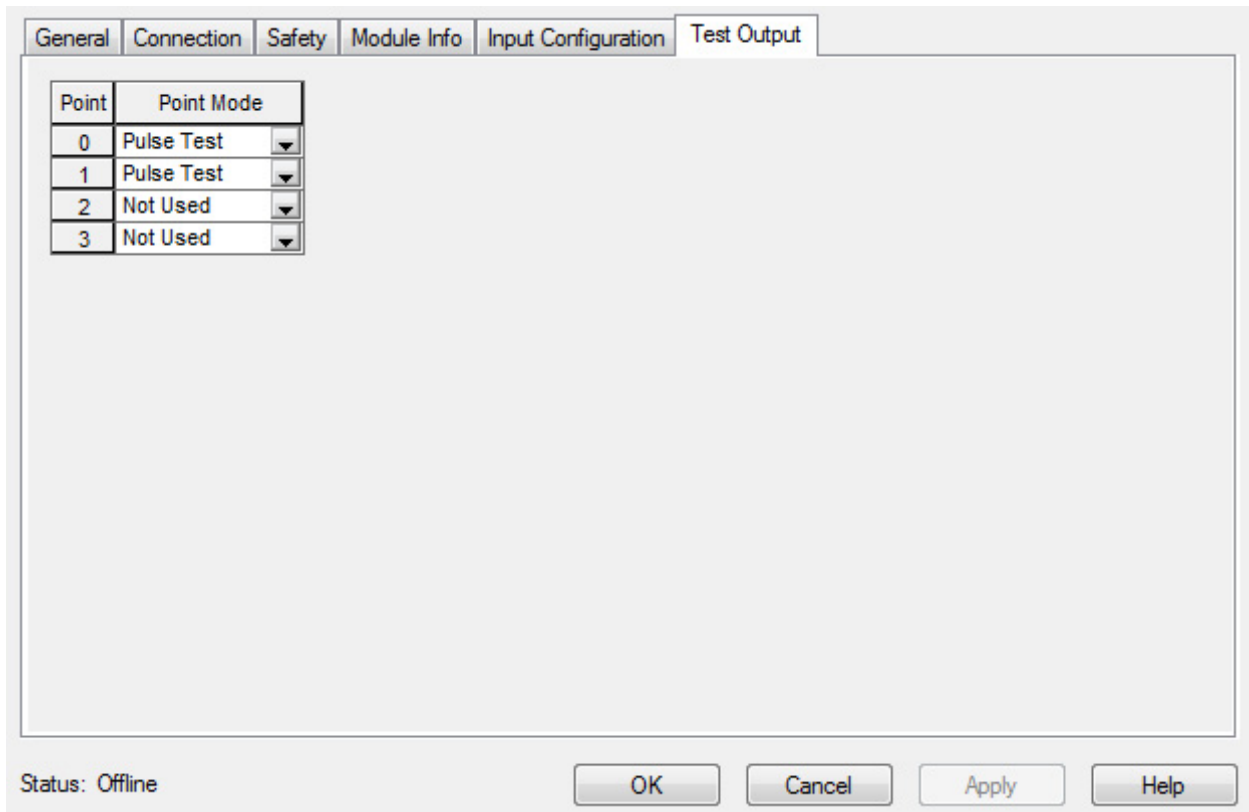 General Connection Safety Module Info Input Configuration Test Output
Point Point Mode
0 Pulse Test
1 Pulse Test
2 Not Used
3 Not Used
Status: Offline OK Cancel Apply Help